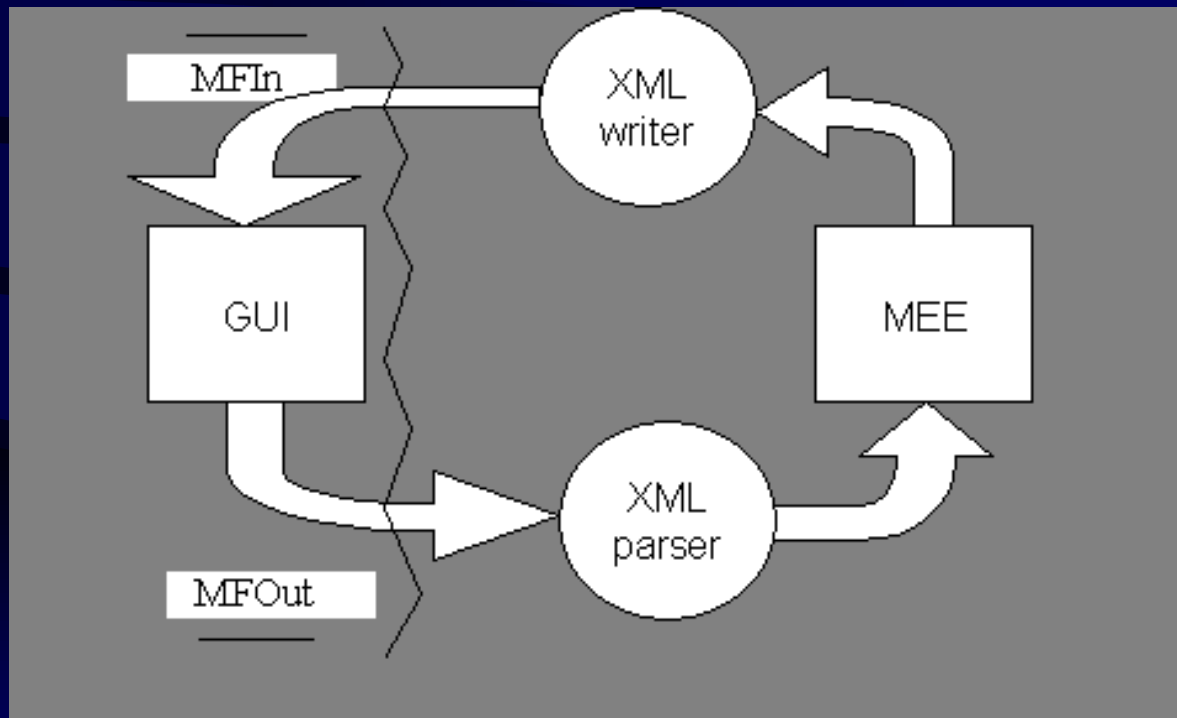 MFIn
XML
writer
GUI
MEE
XML
parser
MFOut